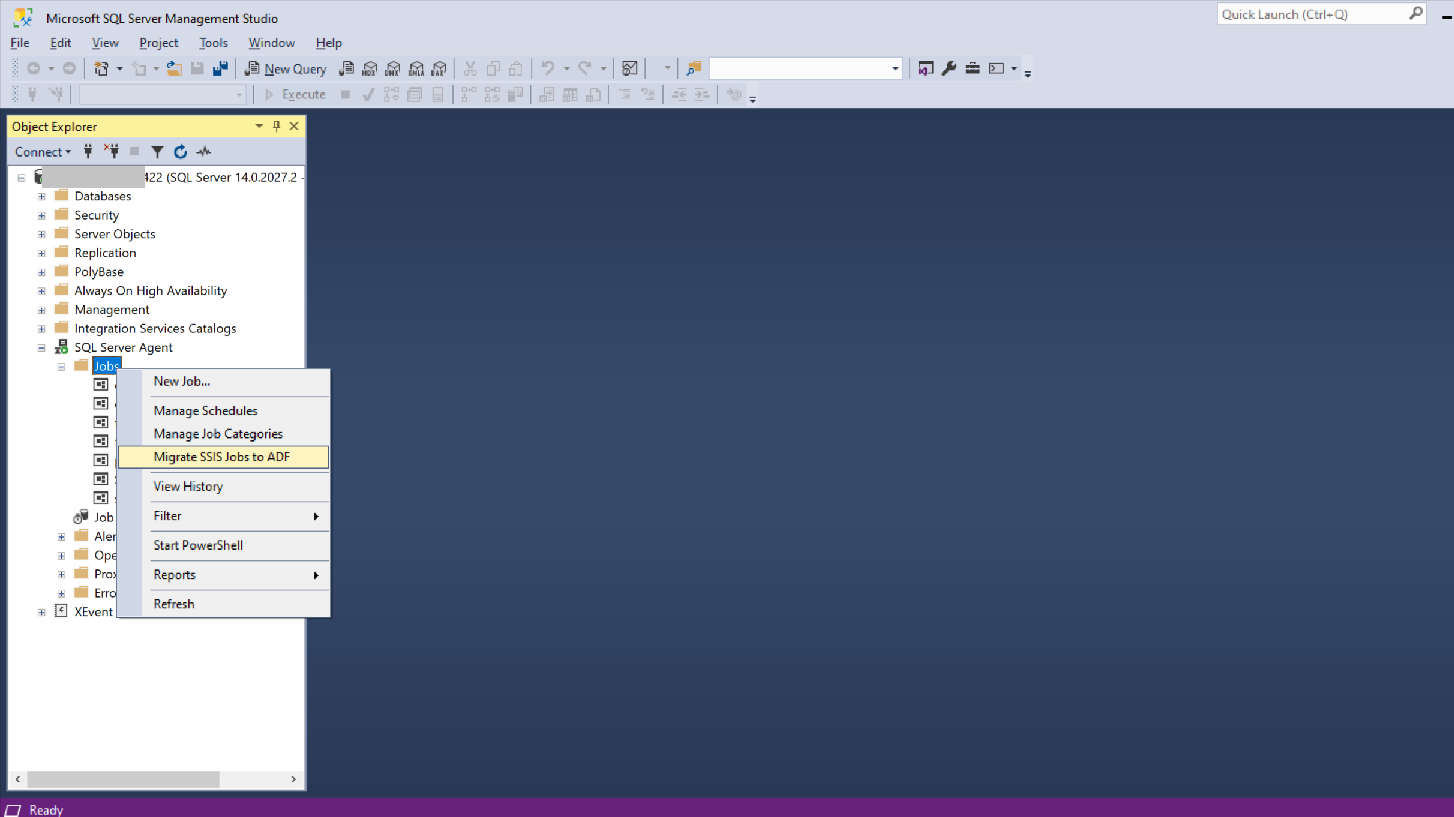 Microsoft SQL Server Management Studio
Quick Launch (Ctrl+Q)
File Edit View Project Tools Window Help
New Query MDX DMX XMLA DAX
Execute
Object Explorer
Connect
422 (SQL Server 14.0.2027.2 -
Databases
Security
Server Objects
Replication
PolyBase
Always On High Availability
Management
Integration Services Catalogs
SQL Server Agent
Jobs
New Job...
Manage Schedules
Manage Job Categories
Migrate SSIS Jobs to ADF
View History
Filter
Job
Aler
Start PowerShell
Ope
Reports
Prox
Erro
Refresh
XEvent
Ready